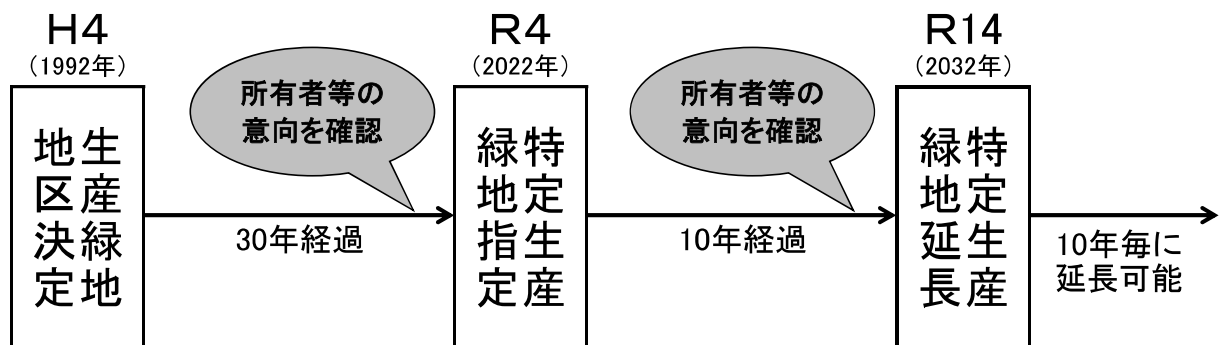 H4
（1992年）
生産緑地
地区決定
所有者等の
意向を確認
30年経過
R4
（2022年）
特定生産
緑地指定
所有者等の
意向を確認
10年経過
R14
（2032年）
特定生産
緑地延長
10年毎に
延長可能